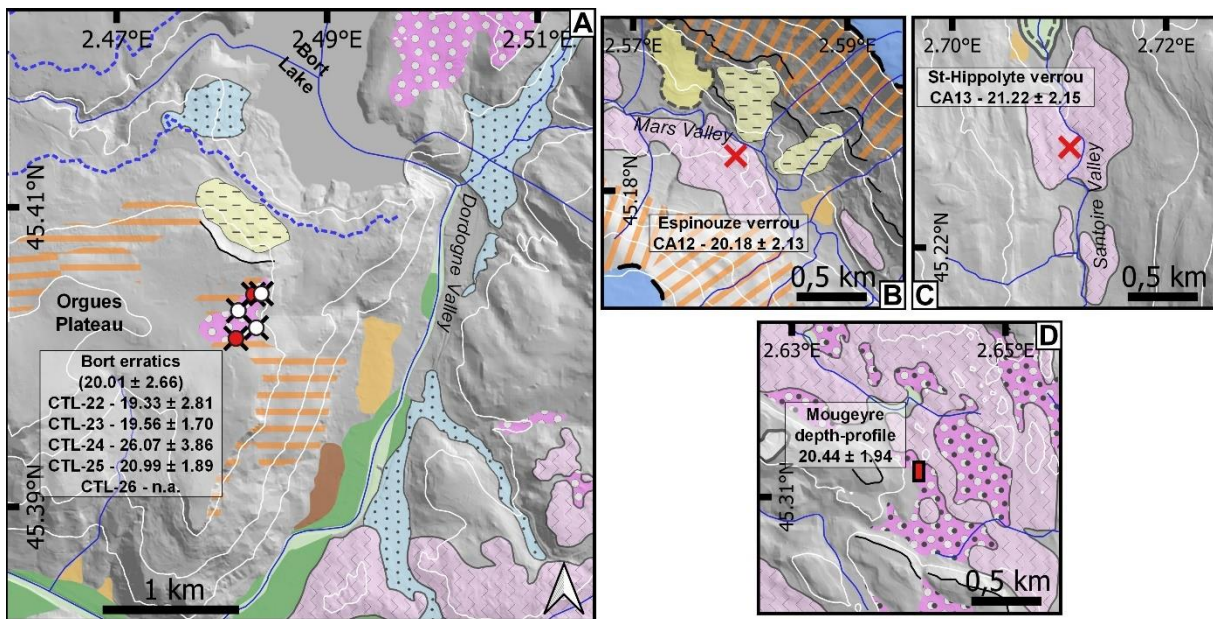 A
2.47°E
2.49°E
2.51°E
Bort
Lake
45.41°N
Dordogne
Valley
Orgues
Plateau
Bort erratics
(20.01 ± 2.66)
CTL-22 - 19.33 ± 2.81
CTL-23 - 19.56 ± 1.70
CTL-24 - 26.07 ± 3.86
CTL-25 - 20.99 ± 1.89
CTL-26 - n.a.
45.39°N
1 km
2.57°E
2.59°E
Mars Valley
45.18°N
Espinouze verrou
CA12 - 20.18 ± 2.13
0,5 km
B
C
2.70°E
2.72°E
St-Hippolyte verrou
CA13 - 21.22 ± 2.15
Santoire Valley
45.22°N
0,5 km
D
2.63°E
2.65°E
Mougeyre
depth-profile
20.44 ± 1.94
45.31°N
0,5 km